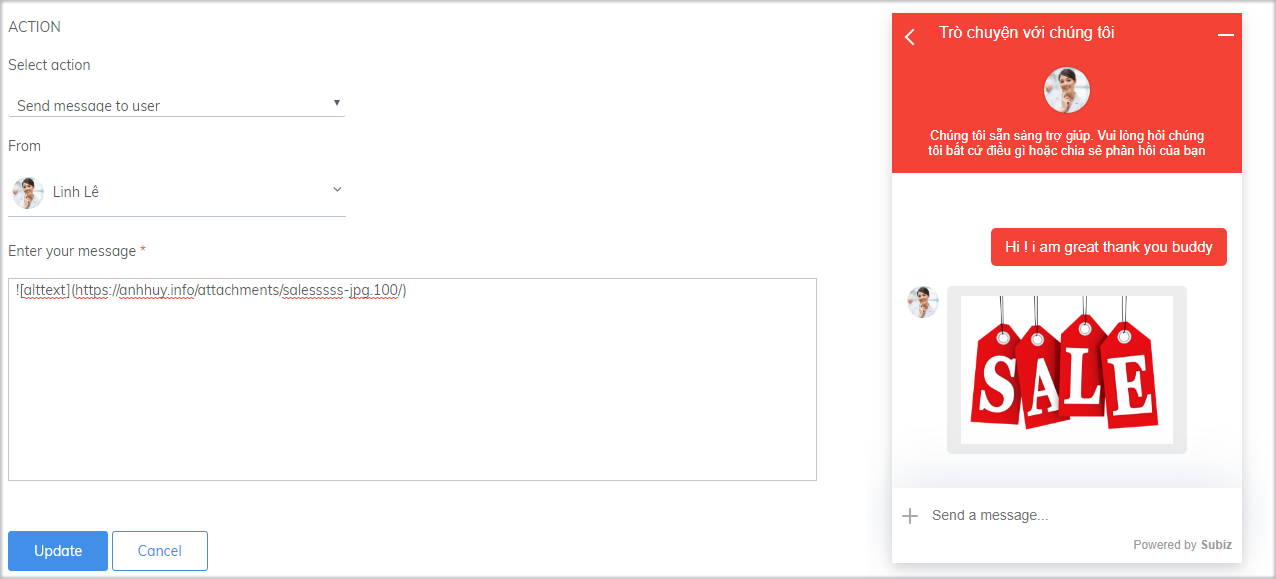 ACTION
Select action
Send message to user
From
Linh Lê
Enter your message *
![alttext](https://anhhuy.info/attachments/salesssss-jpg.100/)
Update
Cancel
Trò chuyện với chúng tôi
Chúng tôi sẵn sàng trợ giúp. Vui lòng hỏi chúng
tôi bất cứ điều gì hoặc chia sẻ phản hồi của bạn
Hi ! i am great thank you buddy
SALE
Send a message...
Powered by Subiz